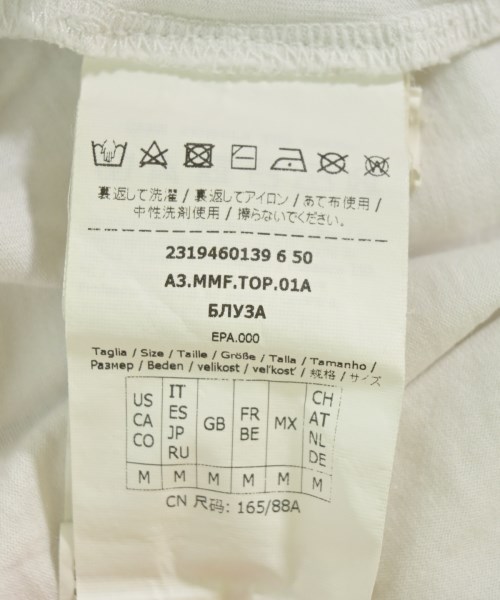 裏返して洗濯 / 裏返してアイロン / あて布使用 /
中性洗剤使用 / 擦らないでください。
2319460139 6 50
A3.MMF.TOP.01A
БЛУЗА
EPA.000
Taglia / Size / Taille / Größe / Talla / Tamanho /
Размер / Beden / velikost / veľkosť / 规格 / サイズ
US CA CO
IT ES JP RU
GB
FR BE
MX
CH AT NL DE
M M M M M M
CN 尺码: 165/88A